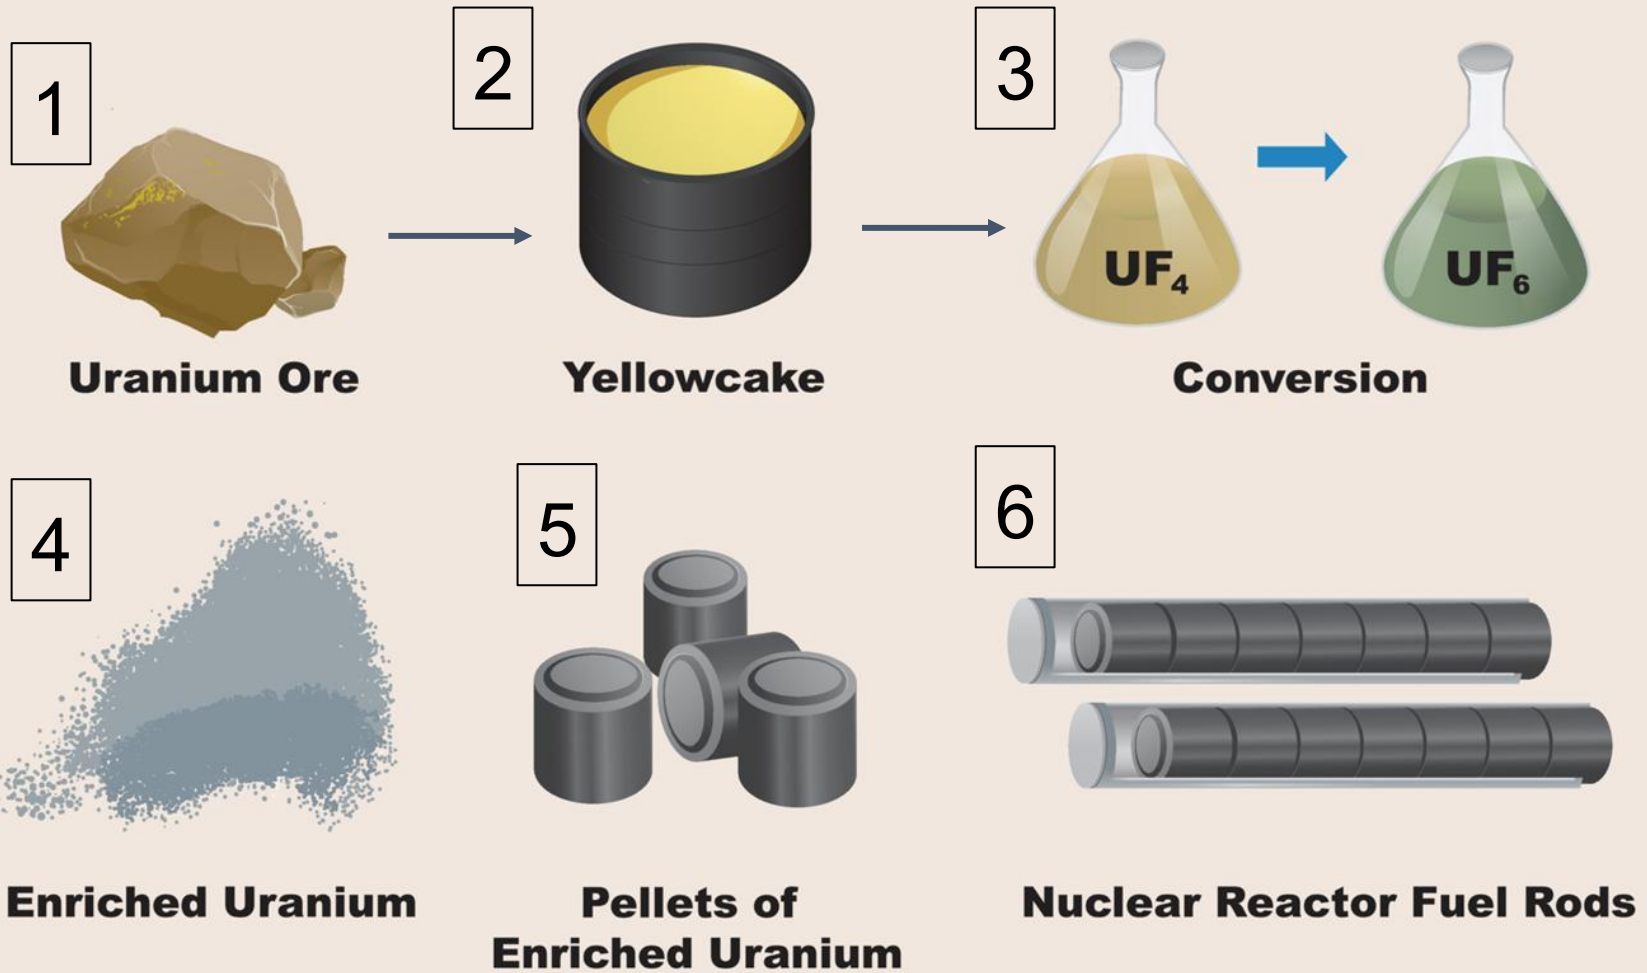 1
2
3
UF₄
UF₆
Uranium Ore
Yellowcake
Conversion
4
5
6
Enriched Uranium
Pellets of
Enriched Uranium
Nuclear Reactor Fuel Rods